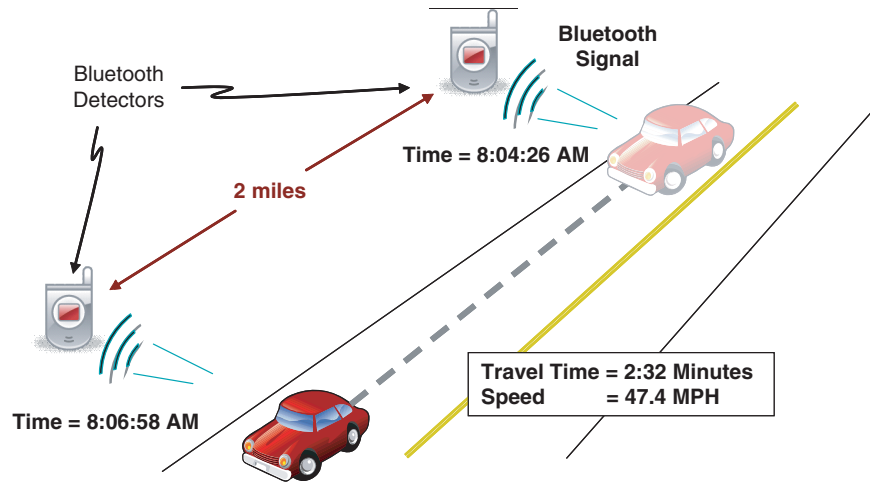 Bluetooth
Signal
Bluetooth
Detectors
Time = 8:04:26 AM
2 miles
Travel Time = 2:32 Minutes
Speed = 47.4 MPH
Time = 8:06:58 AM